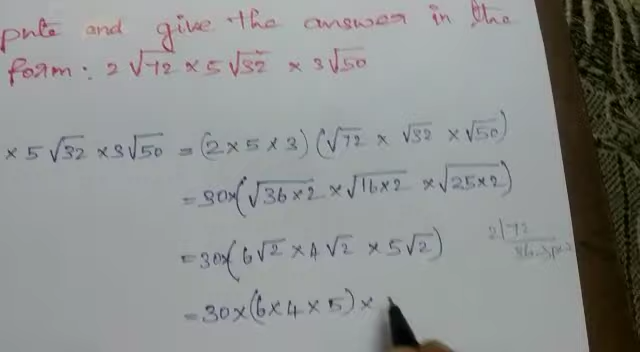 pute and give the answer in the
form: 2√72 × 5√32 × 3√50
× 5√32 × 3√50 = (2×5×3)(√72 × √32 × √50)
= 30×(√36×2 × √16×2 × √25×2)
= 30×(6√2 × 4√2 × 5√2)
2|72
= 30×(6×4×5)×